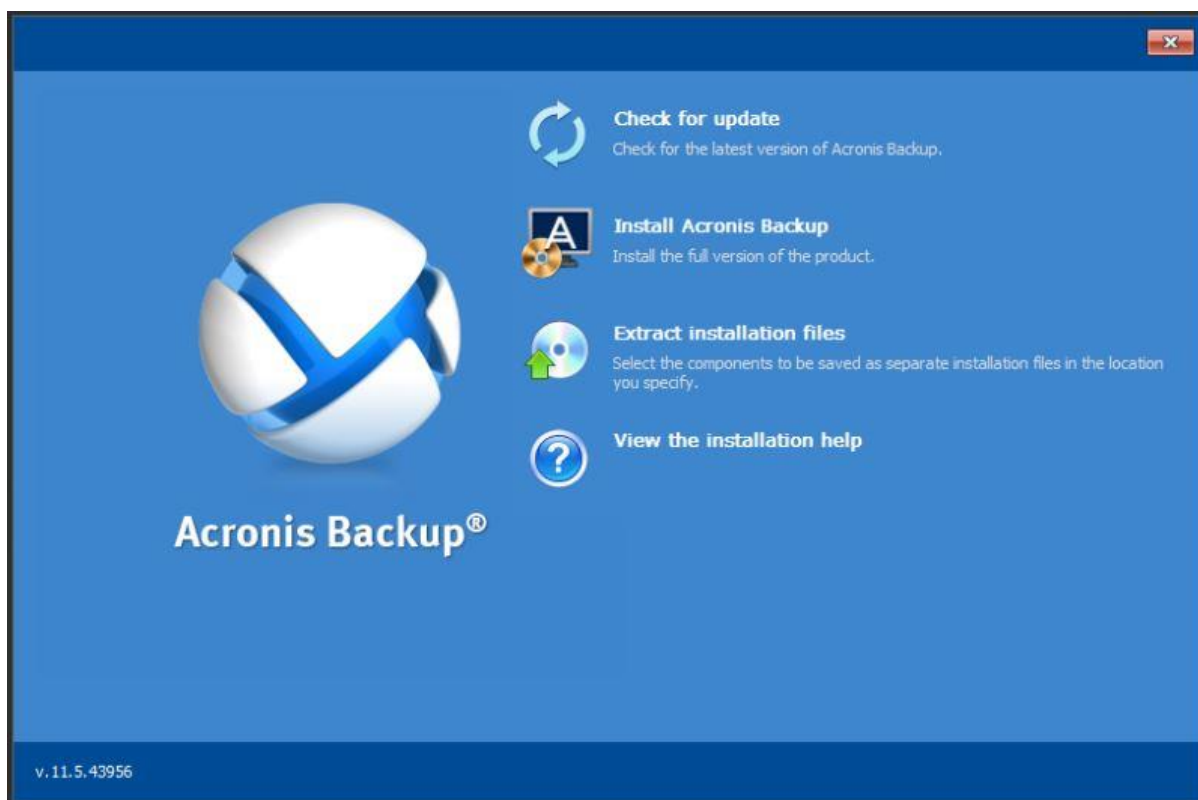 Check for update
Check for the latest version of Acronis Backup.
Install Acronis Backup
Install the full version of the product.
Extract installation files
Select the components to be saved as separate installation files in the location
you specify.
View the installation help
Acronis Backup®
v.11.5.43956